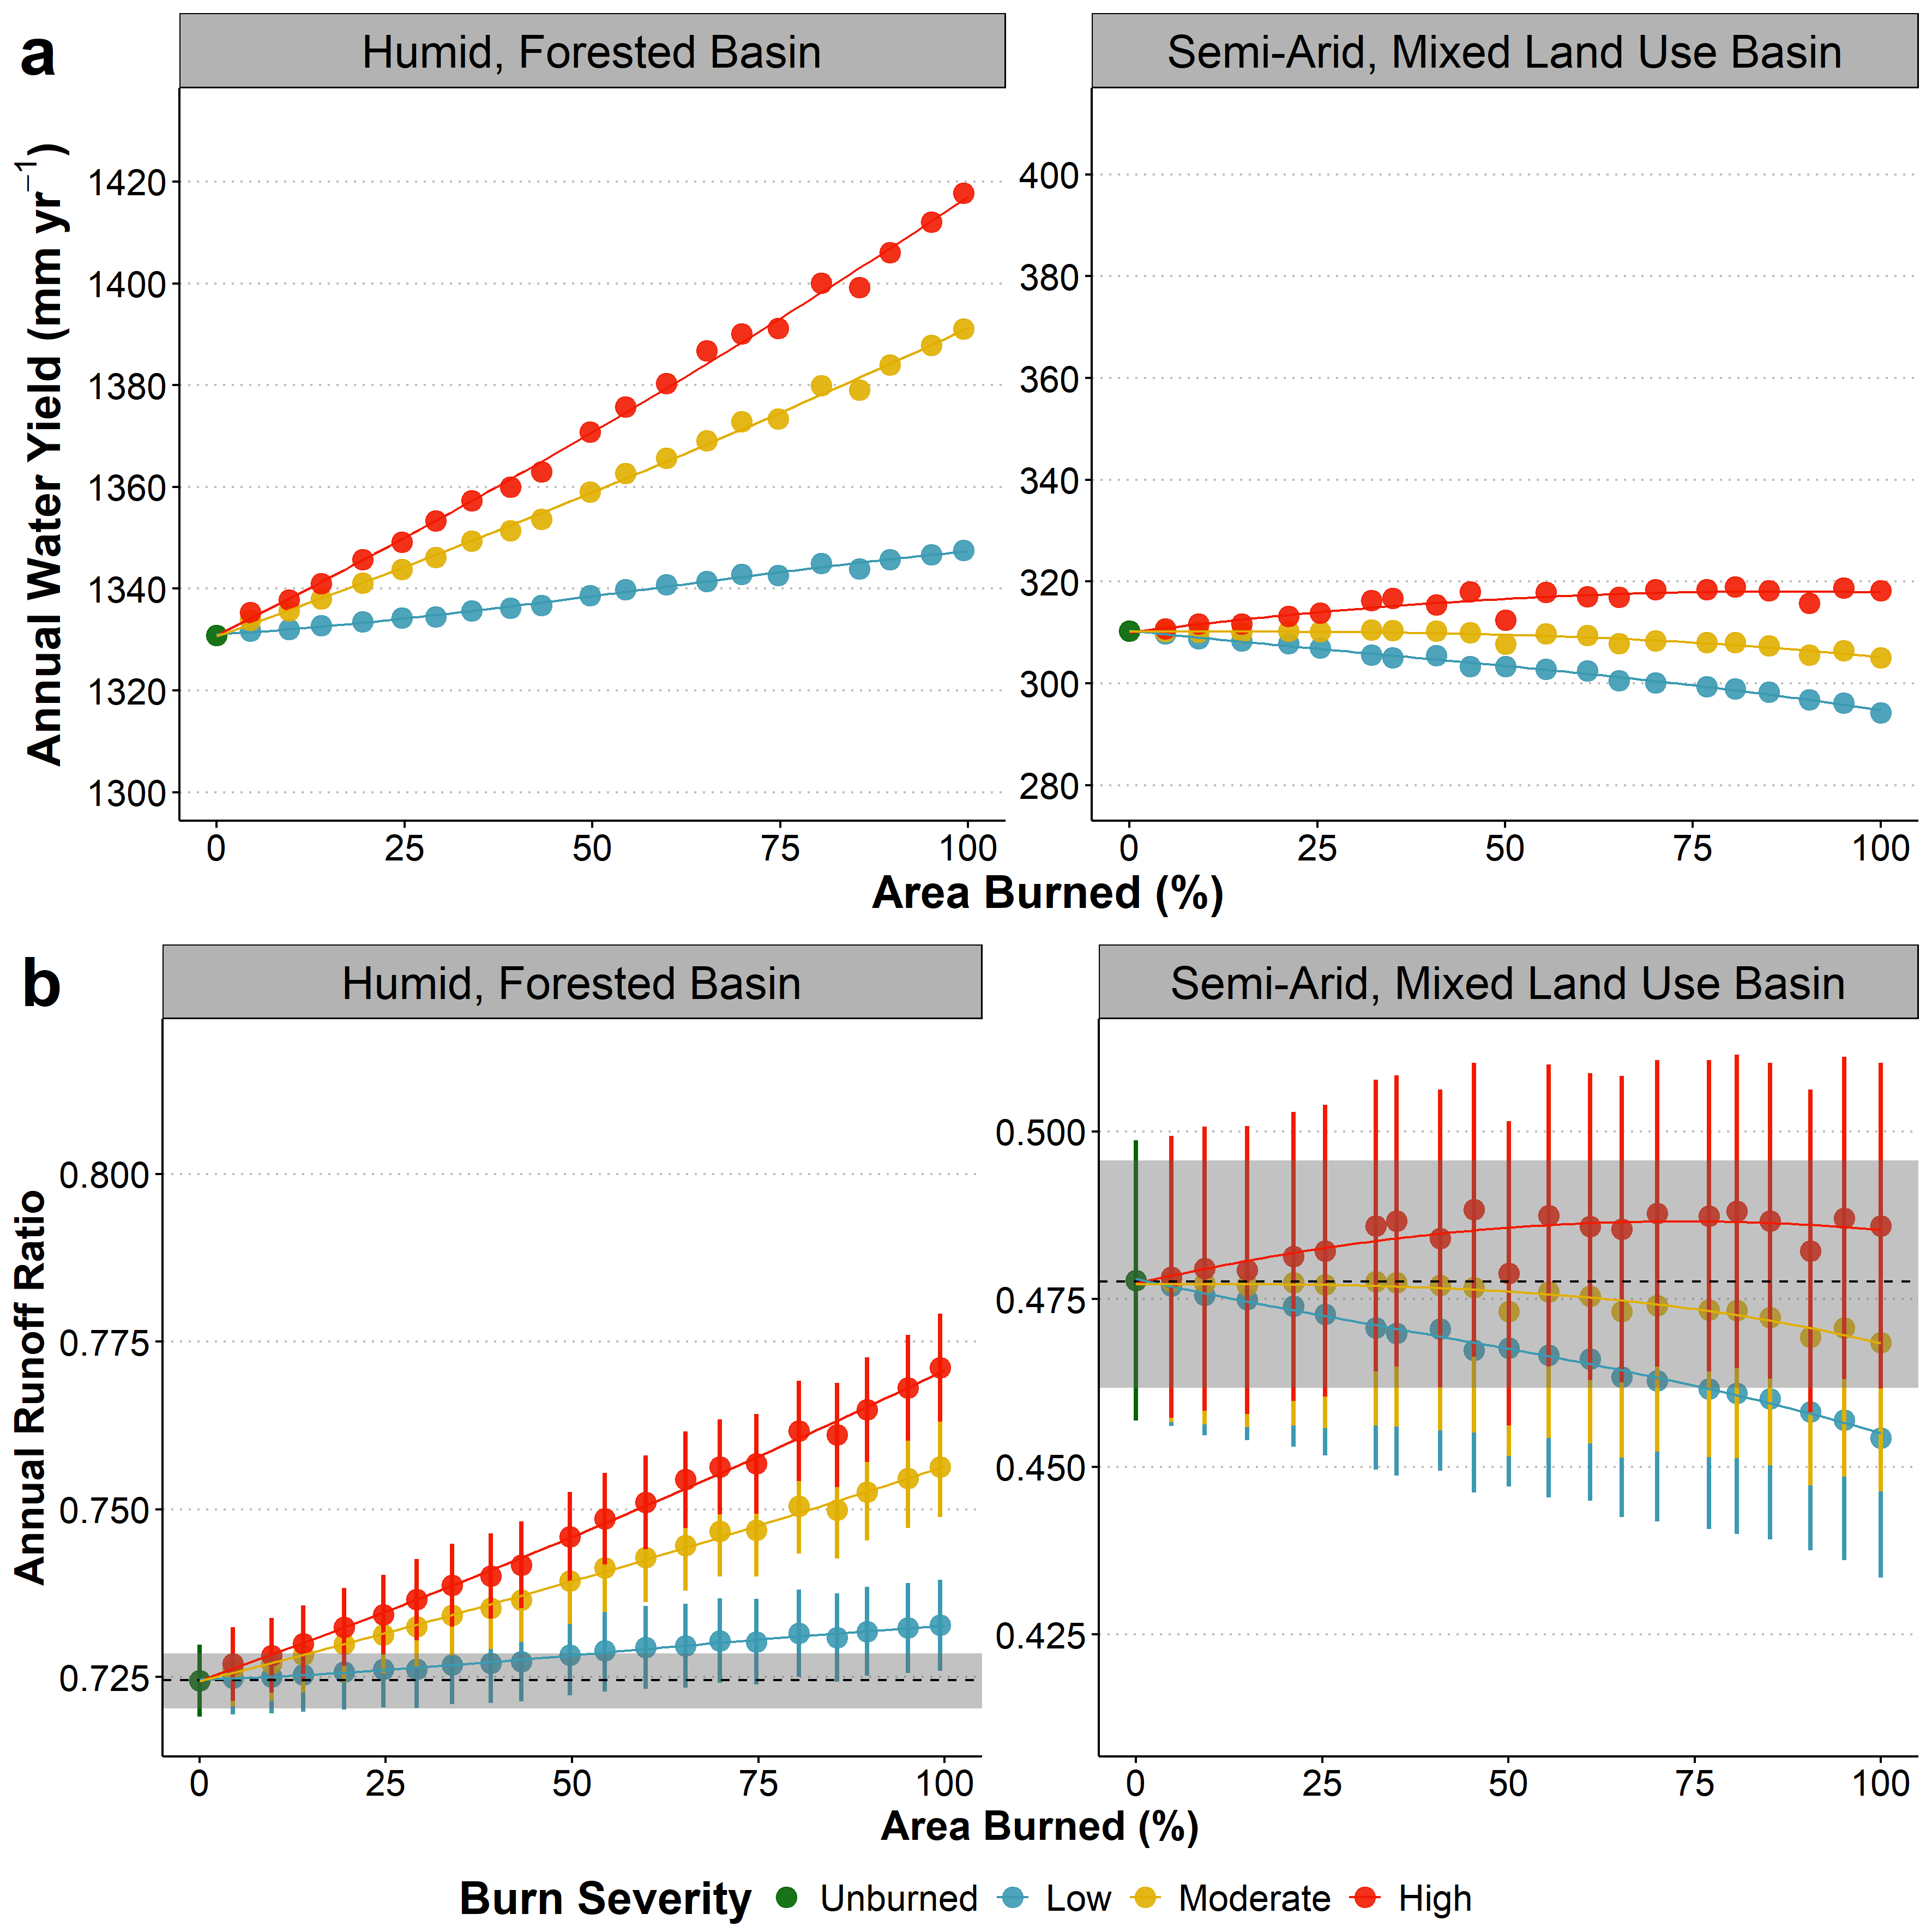 a
Humid, Forested Basin
Semi-Arid, Mixed Land Use Basin
Annual Water Yield (mm yr⁻¹)
1420
1400
1380
1360
1340
1320
1300
400
380
360
340
320
300
280
0 25 50 75 100
0 25 50 75 100
Area Burned (%)
b
Humid, Forested Basin
Semi-Arid, Mixed Land Use Basin
Annual Runoff Ratio
0.800
0.775
0.750
0.725
0.500
0.475
0.450
0.425
0 25 50 75 100
0 25 50 75 100
Area Burned (%)
Burn Severity Unburned Low Moderate High